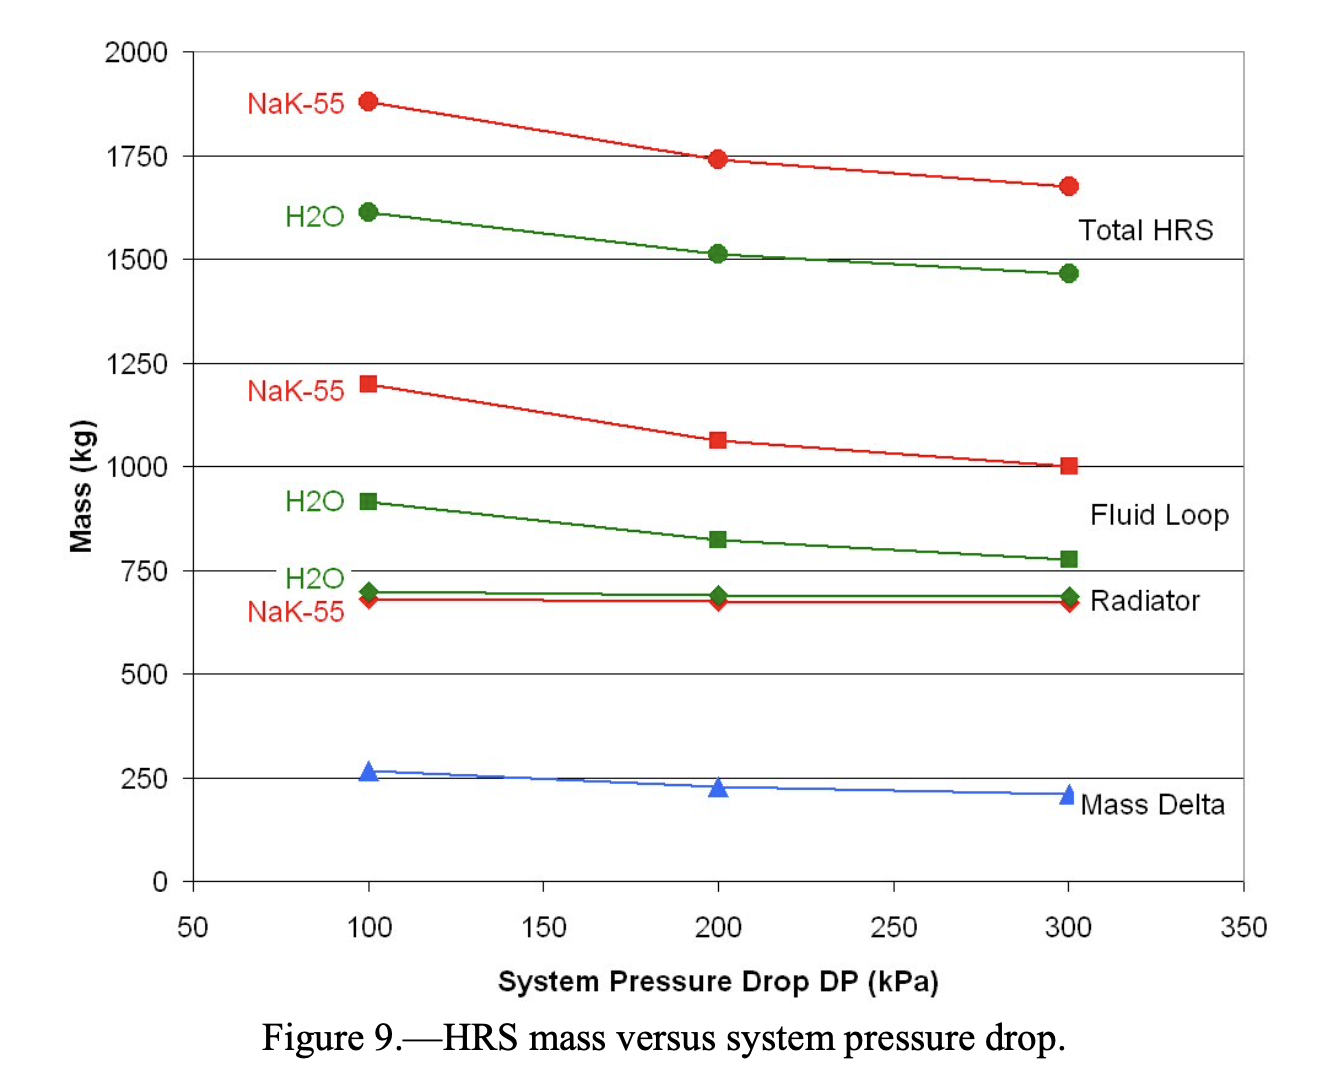 2000
NaK-55
1750
H2O
Total HRS
1500
1250
NaK-55
Mass (kg)
1000
H2O
Fluid Loop
750
H2O
Radiator
NaK-55
500
250
Mass Delta
0
50 100 150 200 250 300 350
System Pressure Drop DP (kPa)
Figure 9.—HRS mass versus system pressure drop.